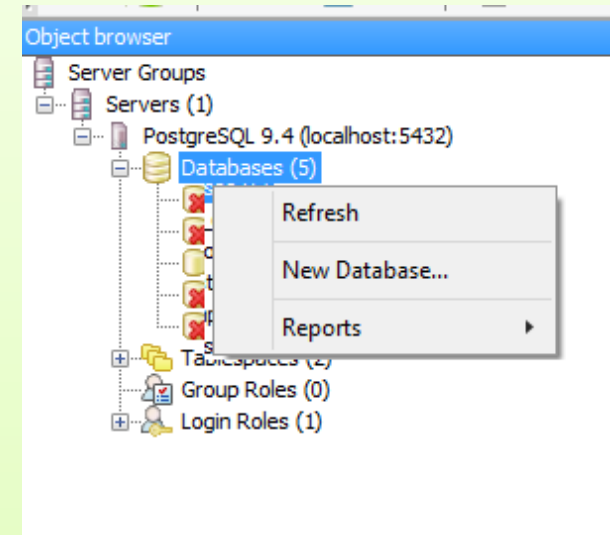 Object browser
Server Groups
Servers (1)
PostgreSQL 9.4 (localhost:5432)
Databases (5)
Refresh
New Database...
Reports
Tablespaces (2)
Group Roles (0)
Login Roles (1)